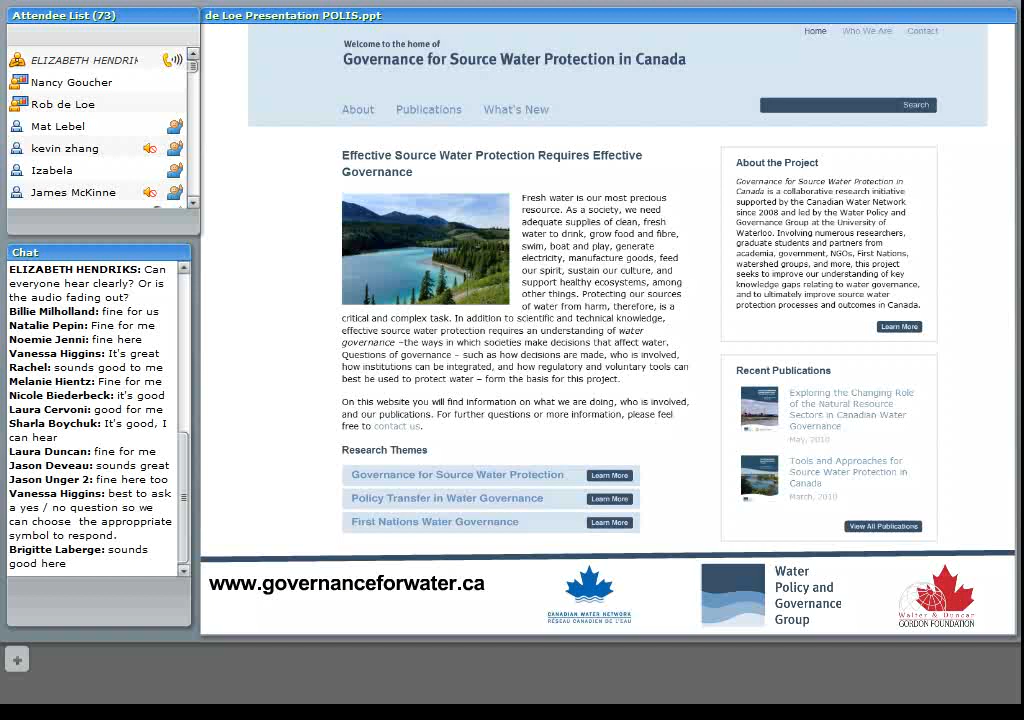 Attendee List (73)
ELIZABETH HENDRIK
Nancy Goucher
Rob de Loe
Mat Lebel
kevin zhang
Izabela
James McKinne
Chat
ELIZABETH HENDRIKS: Can
everyone hear clearly? Or is
the audio fading out?
Billie Milholland: fine for us
Natalie Pepin: Fine for me
Noemie Jenni: fine here
Vanessa Higgins: It's great
Rachel: sounds good to me
Melanie Hientz: Fine for me
Nicole Biederbeck: it's good
Laura Cervoni: good for me
Sharla Boychuk: It's good, I
can hear
Laura Duncan: fine for me
Jason Deveau: sounds great
Jason Unger 2: fine here too
Vanessa Higgins: best to ask
a yes / no question so we
can choose the approppriate
symbol to respond.
Brigitte Laberge: sounds
good here
de Loe Presentation POLIS.ppt
Home Who We Are Contact
Welcome to the home of
Governance for Source Water Protection in Canada
About Publications What's New
Search
Effective Source Water Protection Requires Effective
Governance
Fresh water is our most precious
resource. As a society, we need
adequate supplies of clean, fresh
water to drink, grow food and fibre,
swim, boat and play, generate
electricity, manufacture goods, feed
our spirit, sustain our culture, and
support healthy ecosystems, among
other things. Protecting our sources
of water from harm, therefore, is a
critical and complex task. In addition to scientific and technical knowledge,
effective source water protection requires an understanding of water
governance –the ways in which societies make decisions that affect water.
Questions of governance – such as how decisions are made, who is involved,
how institutions can be integrated, and how regulatory and voluntary tools can
best be used to protect water – form the basis for this project.
On this website you will find information on what we are doing, who is involved,
and our publications. For further questions or more information, please feel
free to contact us.
Research Themes
Governance for Source Water Protection Learn More
Policy Transfer in Water Governance Learn More
First Nations Water Governance Learn More
About the Project
Governance for Source Water Protection in
Canada is a collaborative research initiative
supported by the Canadian Water Network
since 2008 and led by the Water Policy and
Governance Group at the University of
Waterloo. Involving numerous researchers,
graduate students and partners from
academia, government, NGOs, First Nations,
watershed groups, and more, this project
seeks to improve our understanding of key
knowledge gaps relating to water governance,
and to ultimately improve source water
protection processes and outcomes in Canada.
Learn More
Recent Publications
Exploring the Changing Role
of the Natural Resource
Sectors in Canadian Water
Governance
May, 2010
Tools and Approaches for
Source Water Protection in
Canada
March, 2010
View All Publications
www.governanceforwater.ca
CANADIAN WATER NETWORK
RÉSEAU CANADIEN DE L'EAU
Water
Policy and
Governance
Group
Walter & Duncan
GORDON FOUNDATION